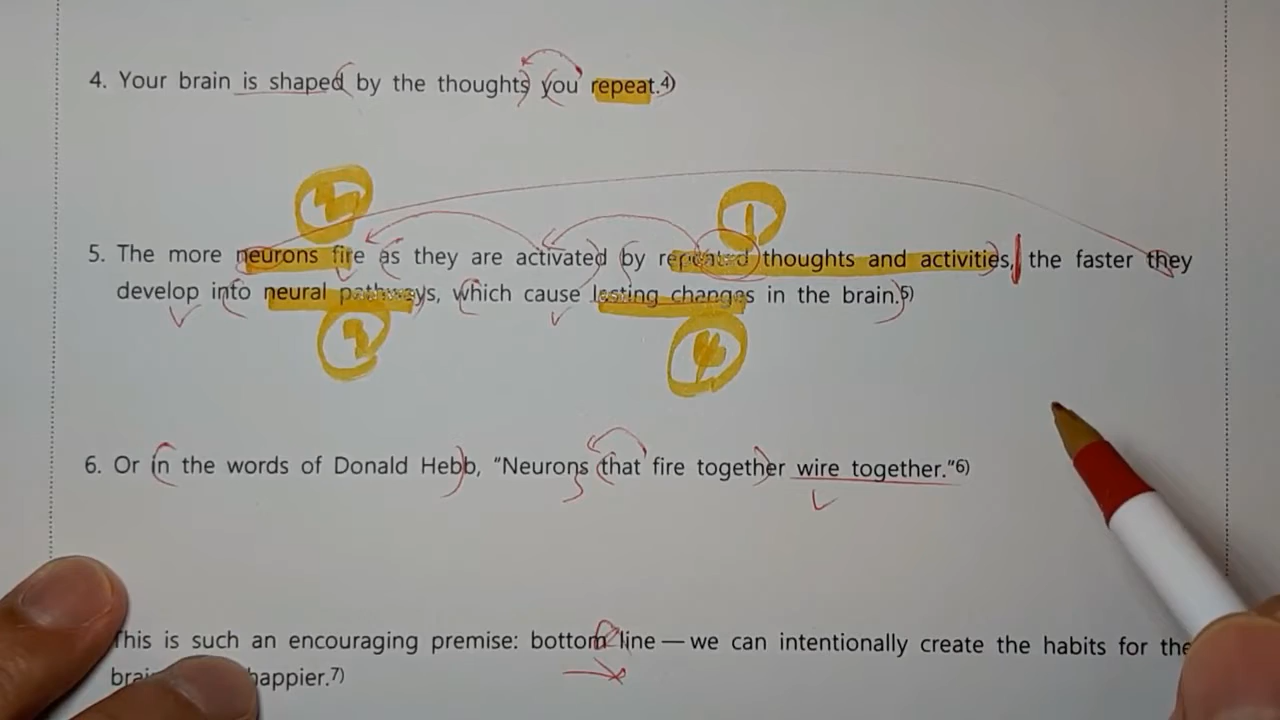 4. Your brain is shaped by the thoughts you repeat.4)
2
1
5. The more neurons fire as they are activated by repeated thoughts and activities, the faster they
develop into neural pathways, which cause lasting changes in the brain.5)
4
6. Or in the words of Donald Hebb, “Neurons that fire together wire together.”6)
This is such an encouraging premise: bottom line—we can intentionally create the habits for the
happier.7)